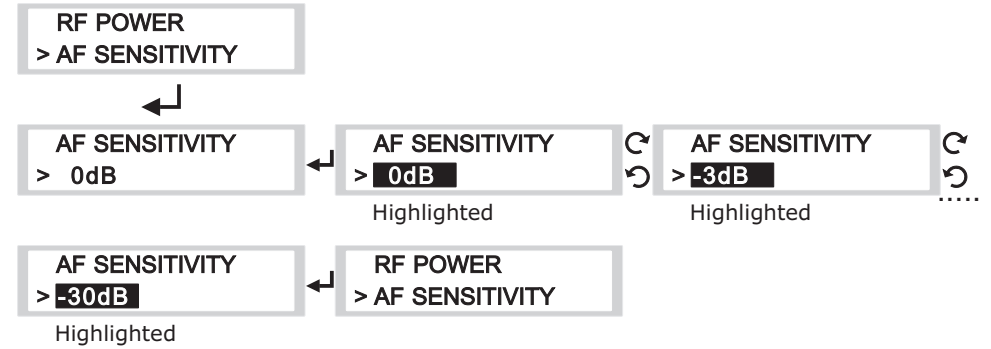 RF POWER
> AF SENSITIVITY
AF SENSITIVITY
> 0dB
AF SENSITIVITY
> 0dB
Highlighted
AF SENSITIVITY
> -3dB
Highlighted
.....
AF SENSITIVITY
> -30dB
Highlighted
RF POWER
> AF SENSITIVITY